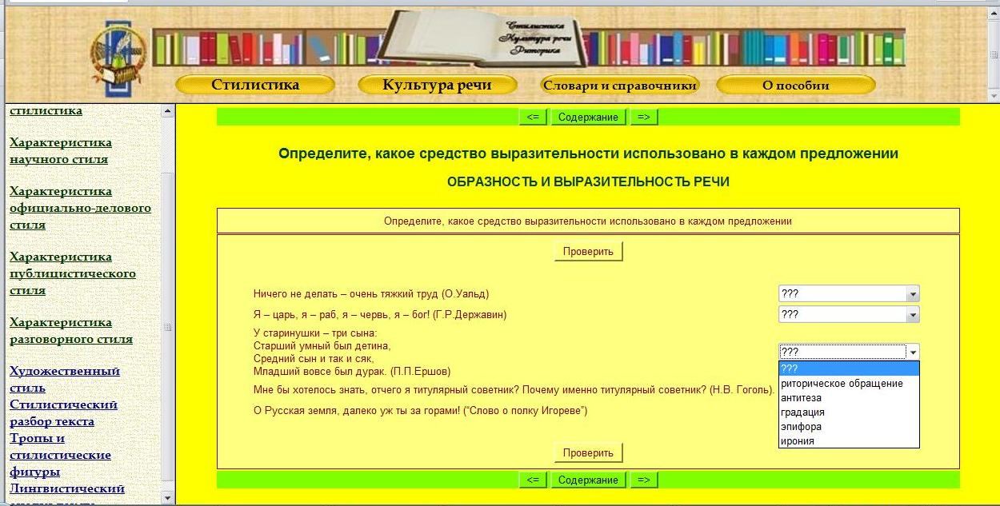 Стилистика
Культура речи
Риторика
Стилистика
Культура речи
Словари и справочники
О пособии
стилистика
Характеристика
научного стиля
Характеристика
официально-делового
стиля
Характеристика
публицистического
стиля
Характеристика
разговорного стиля
Художественный
стиль
Стилистический
разбор текста
Тропы и
стилистические
фигуры
Лингвистический
<= Содержание =>
Определите, какое средство выразительности использовано в каждом предложении
ОБРАЗНОСТЬ И ВЫРАЗИТЕЛЬНОСТЬ РЕЧИ
Определите, какое средство выразительности использовано в каждом предложении
Проверить
Ничего не делать – очень тяжкий труд (О.Уальд) ???
Я – царь, я – раб, я – червь, я – бог! (Г.Р.Державин) ???
У старинушки – три сына:
Старший умный был детина,
Средний сын и так и сяк,
Младший вовсе был дурак. (П.П.Ершов)
???
???
риторическое обращение
антитеза
градация
эпифора
ирония
Мне бы хотелось знать, отчего я титулярный советник? Почему именно титулярный советник? (Н.В. Гоголь).
О Русская земля, далеко уж ты за горами! (“Слово о полку Игореве”)
Проверить
<= Содержание =>